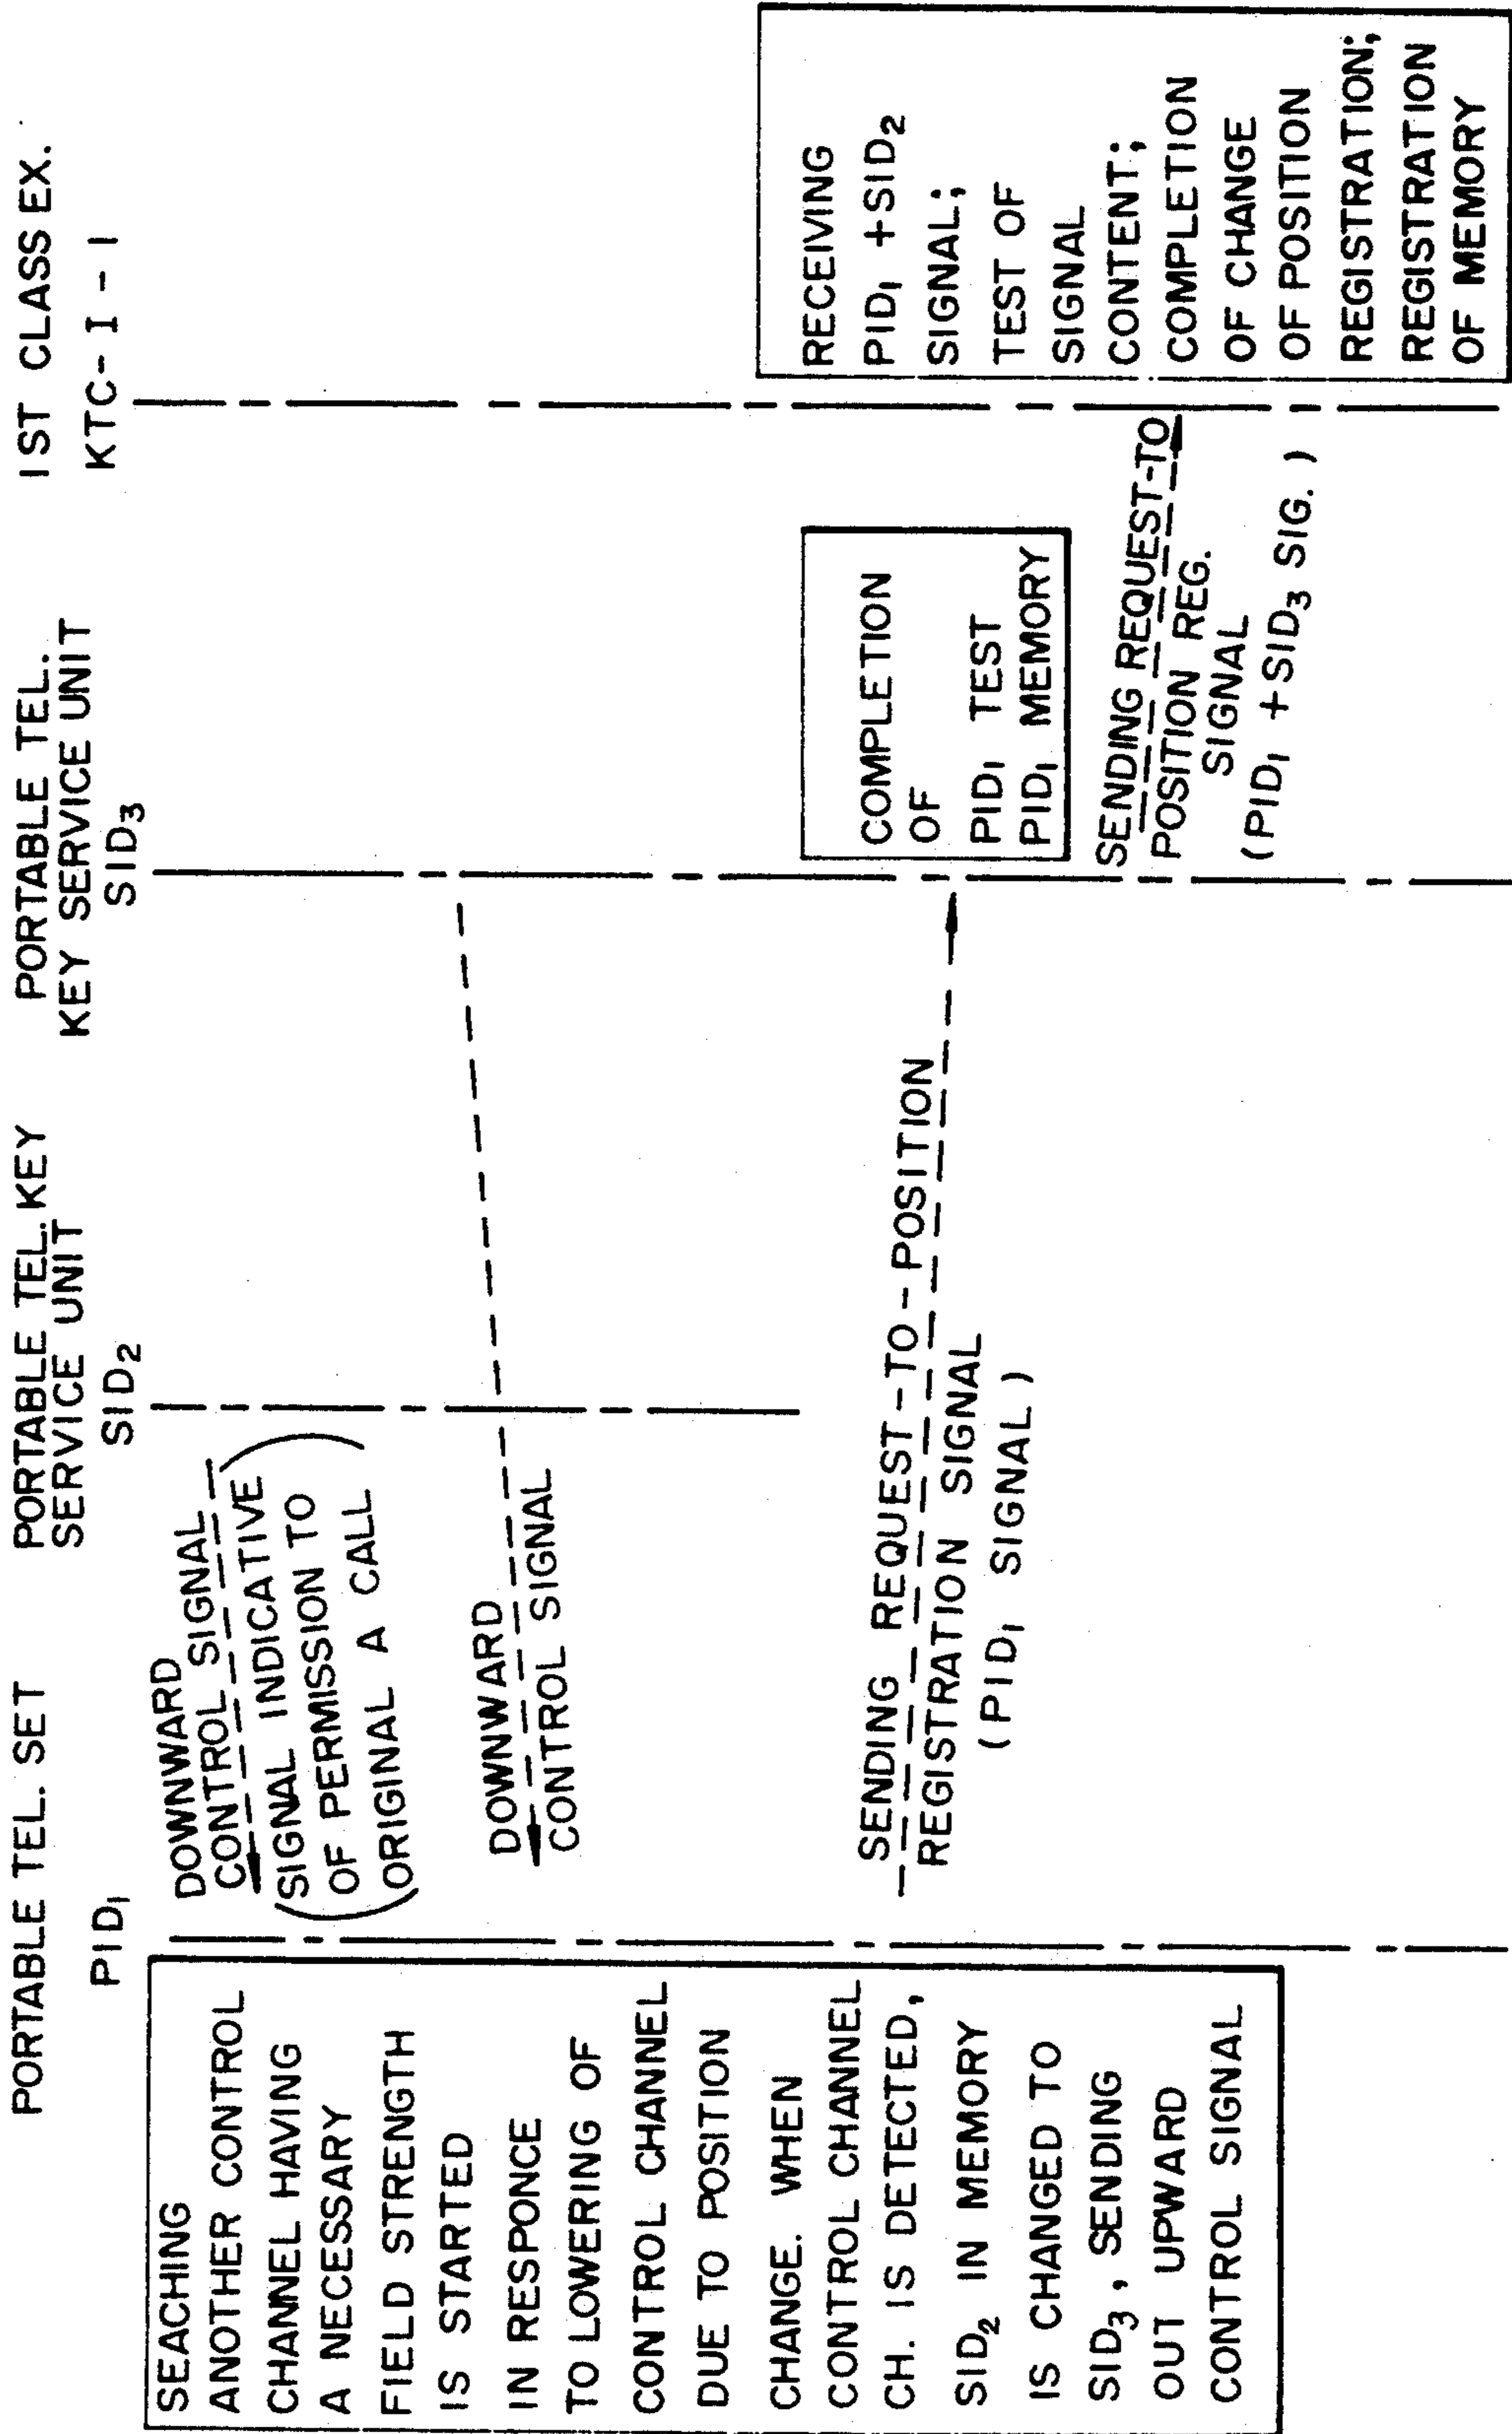 PORTABLE TEL. SET
PID₁
PORTABLE TEL. KEY
SERVICE UNIT
SID₂
PORTABLE TEL.
KEY SERVICE UNIT
SID₃
IST CLASS EX.
KTC-I-I
SEACHING
ANOTHER CONTROL
CHANNEL HAVING
A NECESSARY
FIELD STRENGTH
IS STARTED
IN RESPONCE
TO LOWERING OF
CONTROL CHANNEL
DUE TO POSITION
CHANGE. WHEN
CONTROL CHANNEL
CH. IS DETECTED,
SID₂ IN MEMORY
IS CHANGED TO
SID₃, SENDING
OUT UPWARD
CONTROL SIGNAL
DOWNWARD
CONTROL SIGNAL
(SIGNAL INDICATIVE
OF PERMISSION TO
ORIGINAL A CALL)
DOWNWARD
CONTROL SIGNAL
SENDING REQUEST-TO-POSITION
REGISTRATION SIGNAL
(PID₁ SIGNAL)
COMPLETION
OF
PID₁ TEST
PID₁ MEMORY
SENDING REQUEST-TO
POSITION REG.
SIGNAL
(PID₁ +SID₃ SIG.)
RECEIVING
PID₁ +SID₂
SIGNAL;
TEST OF
SIGNAL
CONTENT;
COMPLETION
OF CHANGE
OF POSITION
REGISTRATION;
REGISTRATION
OF MEMORY